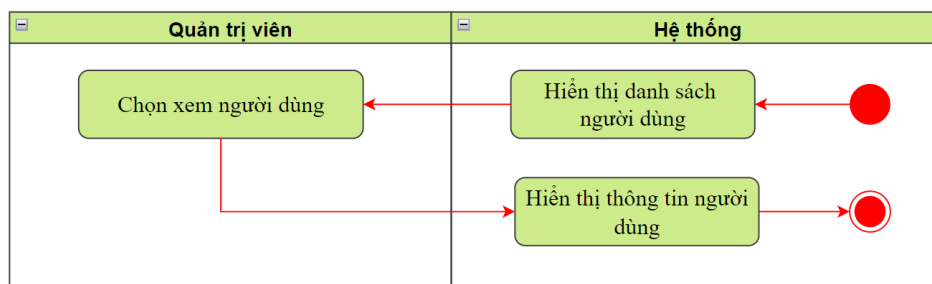 Quản trị viên
Hệ thống
Chọn xem người dùng
Hiển thị danh sách
người dùng
Hiển thị thông tin người
dùng